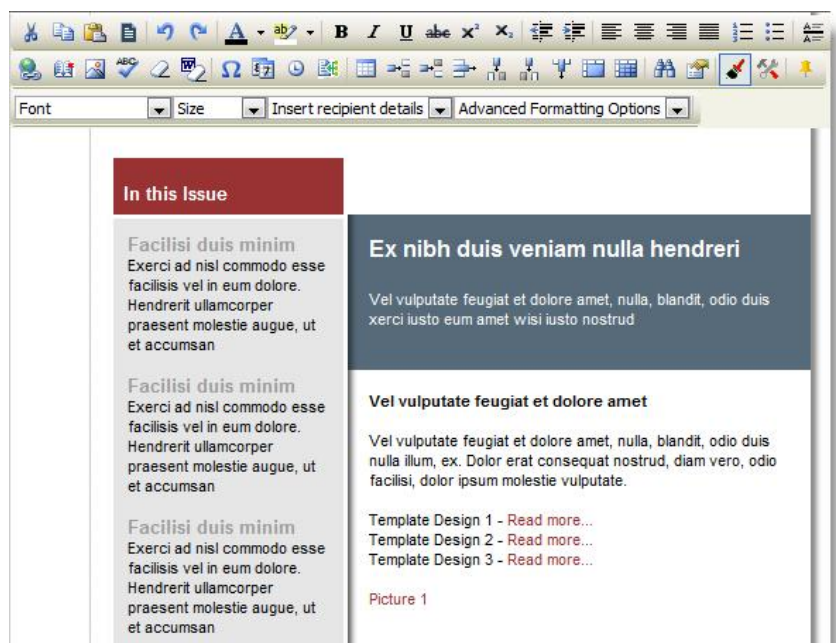 Font
Size
Insert recipient details
Advanced Formatting Options
In this Issue
Facilisi duis minim
Exerci ad nisl commodo esse
facilisis vel in eum dolore.
Hendrerit ullamcorper
praesent molestie augue, ut
et accumsan
Facilisi duis minim
Exerci ad nisl commodo esse
facilisis vel in eum dolore.
Hendrerit ullamcorper
praesent molestie augue, ut
et accumsan
Facilisi duis minim
Exerci ad nisl commodo esse
facilisis vel in eum dolore.
Hendrerit ullamcorper
praesent molestie augue, ut
et accumsan
Ex nibh duis veniam nulla hendreri
Vel vulputate feugiat et dolore amet, nulla, blandit, odio duis
xerci iusto eum amet wisi iusto nostrud
Vel vulputate feugiat et dolore amet
Vel vulputate feugiat et dolore amet, nulla, blandit, odio duis
nulla illum, ex. Dolor erat consequat nostrud, diam vero, odio
facilisi, dolor ipsum molestie vulputate.
Template Design 1 - Read more...
Template Design 2 - Read more...
Template Design 3 - Read more...
Picture 1